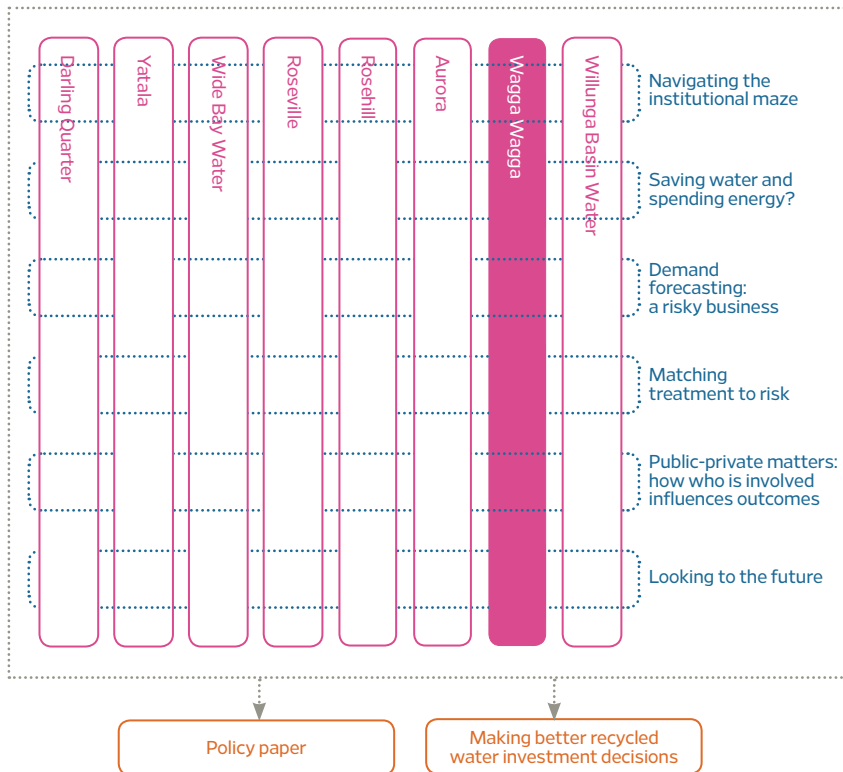 Darling Quarter
Yatala
Wide Bay Water
Roseville
Rosehill
Aurora
Wagga Wagga
Willunga Basin Water
Navigating the
institutional maze
Saving water and
spending energy?
Demand
forecasting:
a risky business
Matching
treatment to risk
Public-private matters:
how who is involved
influences outcomes
Looking to the future
Policy paper
Making better recycled
water investment decisions